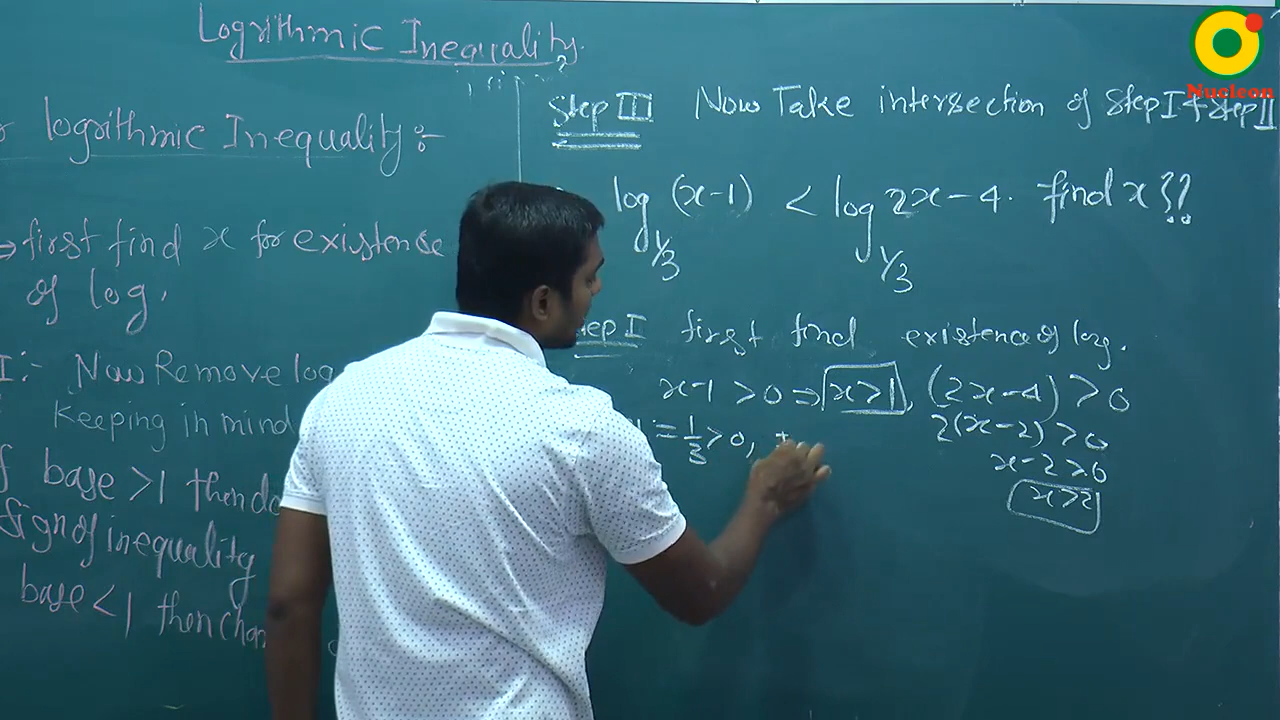 Logrithmic Inequality
logrithmic Inequality :-
⇒ first find x for existence
of log.
I :- Now Remove log
Keeping in mind
base >1 then do
Sign of inequality
base <1 then chan
Step III Now Take intersection of Step I & Step II
log_{1/3} (x-1) < log_{1/3} 2x-4. find x ??
Step I first find existence of log.
x-1 > 0 ⇒ x>1, (2x-4) > 0
= 1/3 > 0,
2(x-2) > 0
x-2 > 0
x>2
Nucleon